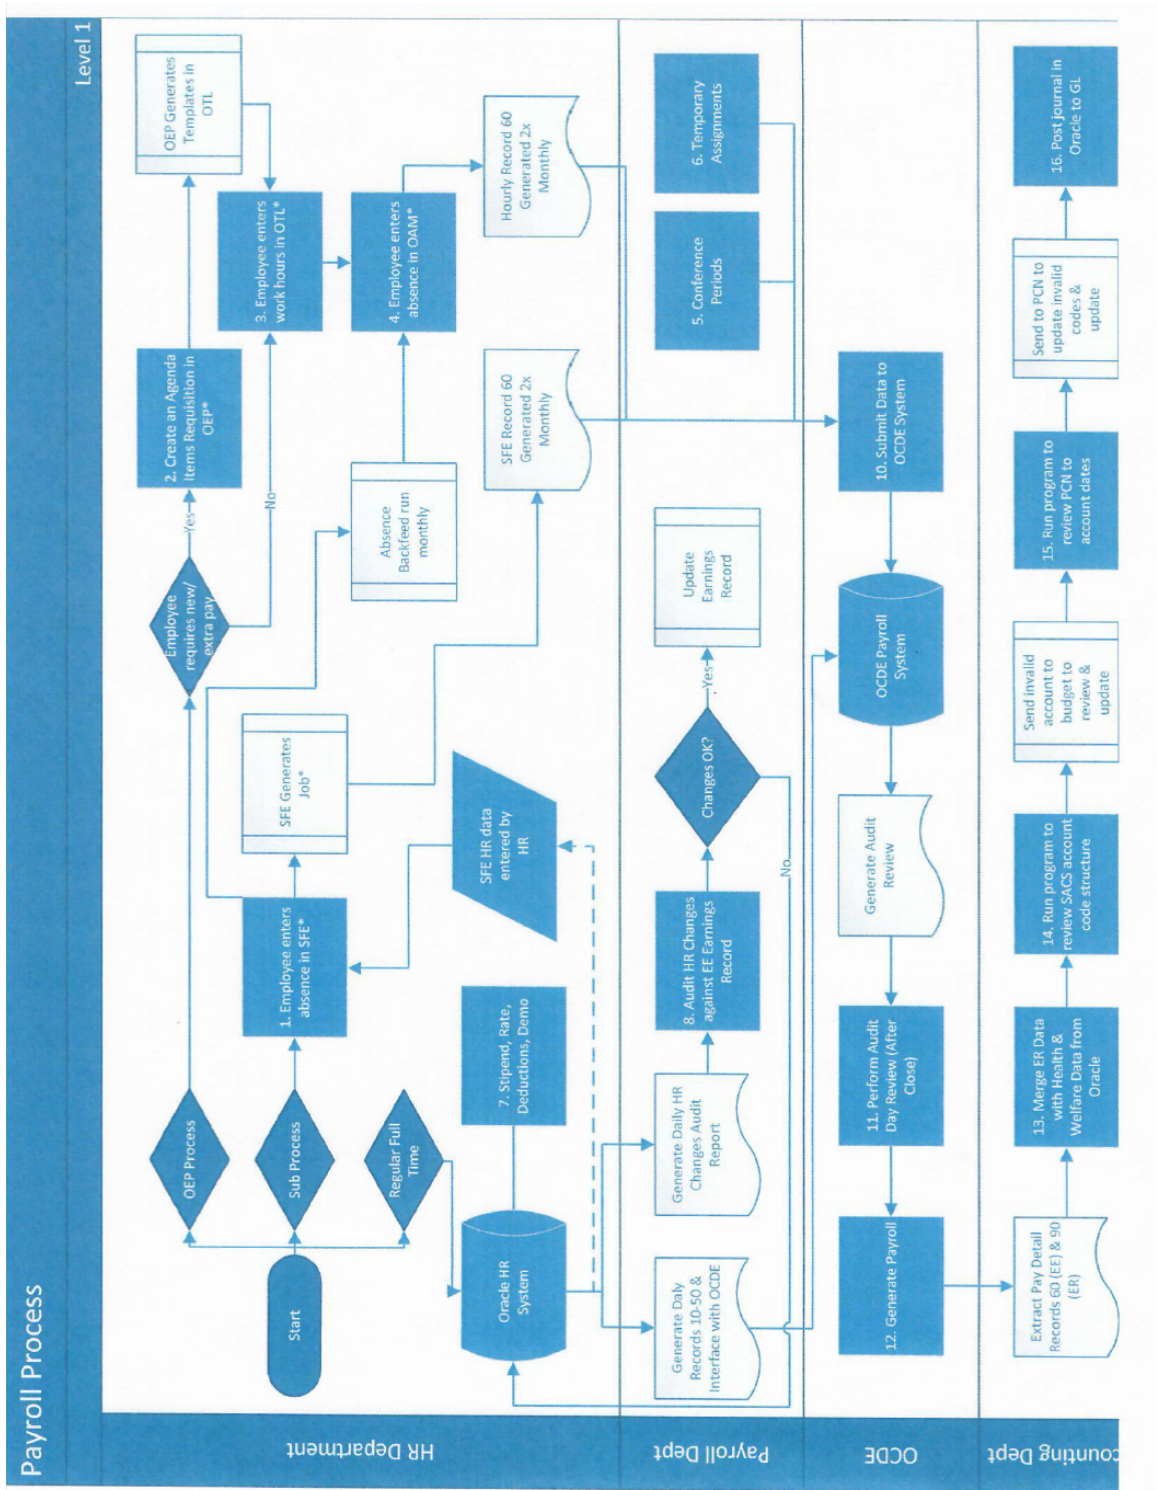 Payroll Process
Level 1
HR Department
Start
OEP Process
Sub Process
Regular Full
Time
Employee
requires new/
extra pay
Yes
No
2. Create an Agenda
Items Requisition in
OEP*
OEP Generates
Templates in
OTL
1. Employee enters
absence in SFE*
SFE Generates
Job*
3. Employee enters
work hours in OTL*
Absence
Backfeed run
monthly
4. Employee enters
absence in OAM*
Oracle HR
System
7. Stipend, Rate,
Deductions, Demo
SFE HR data
entered by
HR
SFE Record 60
Generated 2x
Monthly
Hourly Record 60
Generated 2x
Monthly
Payroll Dept
Generate Daly
Records 10-50 &
Interface with OCDE
Generate Daily HR
Changes Audit
Report
8. Audit HR Changes
against EE Earnings
Record
Changes OK?
Yes
No
Update
Earnings
Record
5. Conference
Periods
6. Temporary
Assignments
OCDE
12. Generate Payroll
11. Perform Audit
Day Review (After
Close)
Generate Audit
Review
OCDE Payroll
System
10. Submit Data to
OCDE System
counting Dept
Extract Pay Detail
Records 60 (EE) & 90
(ER)
13. Merge ER Data
with Health &
Welfare Data from
Oracle
14. Run program to
review SACS account
code structure
Send invalid
account to
budget to
review &
update
15. Run program to
review PCN to
account dates
Send to PCN to
update invalid
codes &
update
16. Post journal in
Oracle to GL